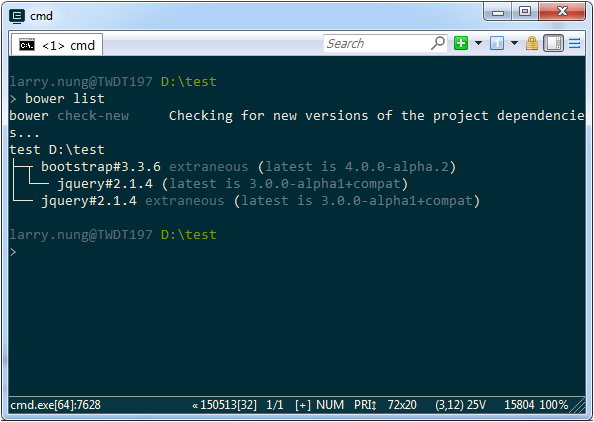 cmd
<1> cmd
Search
larry.nung@TWDT197 D:\test
> bower list
bower check-new     Checking for new versions of the project dependencie
s...
test D:\test
├─┬ bootstrap#3.3.6 extraneous (latest is 4.0.0-alpha.2)
│ └── jquery#2.1.4 (latest is 3.0.0-alpha1+compat)
└── jquery#2.1.4 extraneous (latest is 3.0.0-alpha1+compat)
larry.nung@TWDT197 D:\test
>
cmd.exe[64]:7628 « 150513[32] 1/1 [+] NUM PRI↕ 72x20 (3,12) 25V 15804 100%